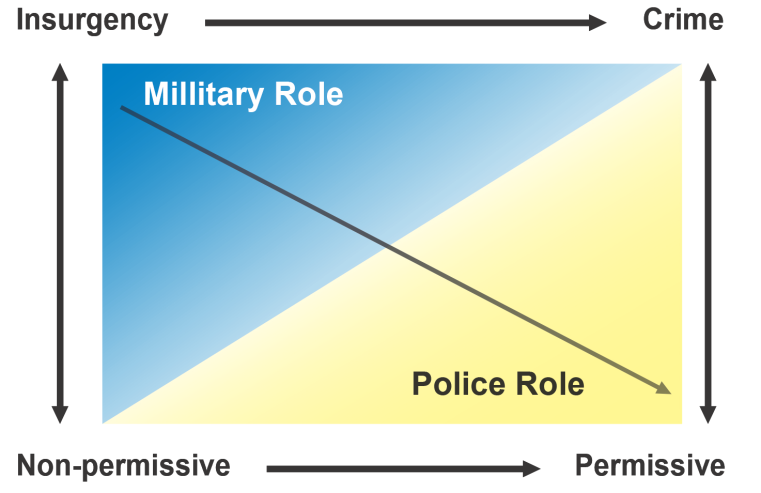 Insurgency
Crime
Millitary Role
Police Role
Non-permissive
Permissive